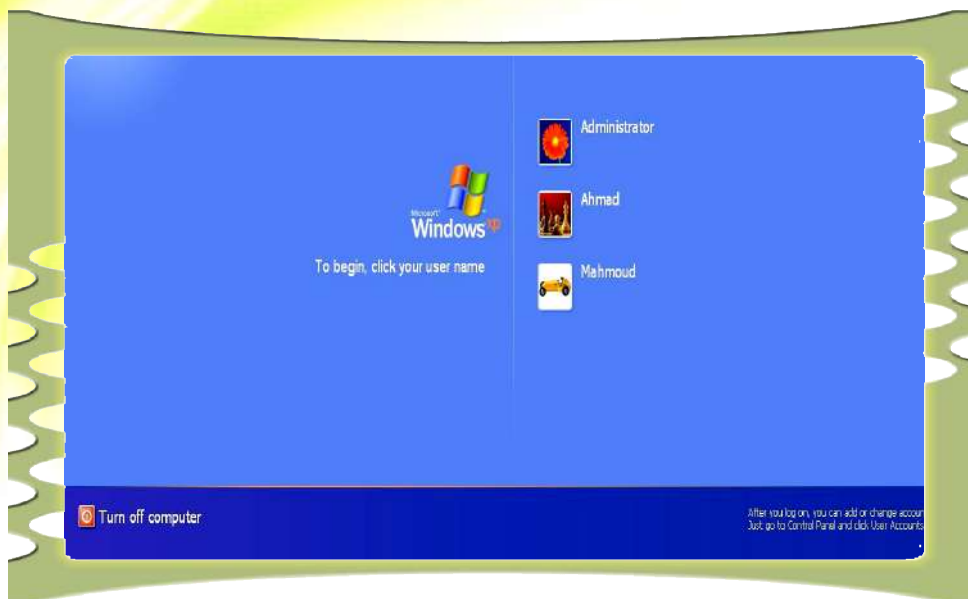 Microsoft
Windows xp
To begin, click your user name
Administrator
Ahmad
Mahmoud
Turn off computer
After you log on, you can add or change accoun
Just go to Control Panel and click User Accounts